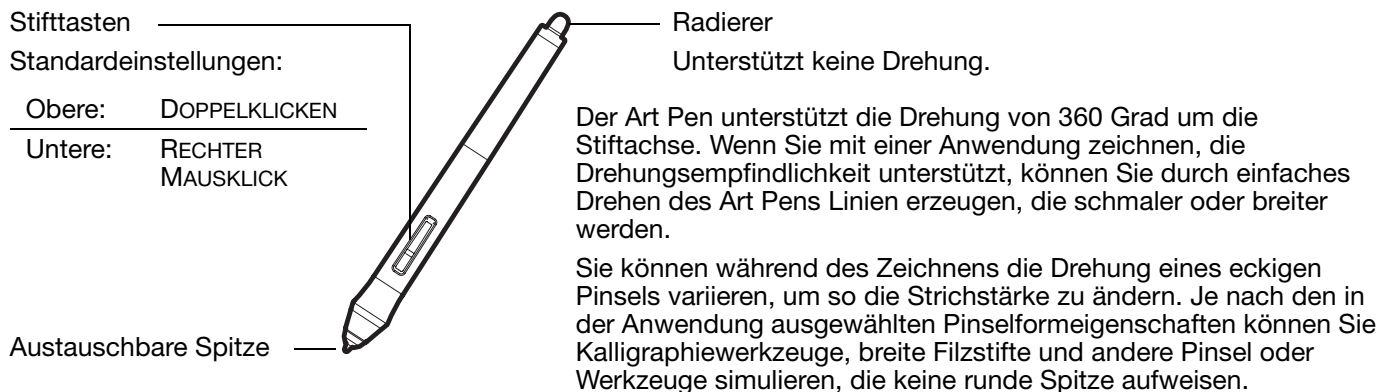 Stifttasten
Standardeinstellungen:
Obere: DOPPELKLICKEN
Untere: RECHTER
MAUSKLICK
Austauschbare Spitze
Radierer
Unterstützt keine Drehung.
Der Art Pen unterstützt die Drehung von 360 Grad um die
Stiftachse. Wenn Sie mit einer Anwendung zeichnen, die
Drehungsempfindlichkeit unterstützt, können Sie durch einfaches
Drehen des Art Pens Linien erzeugen, die schmaler oder breiter
werden.
Sie können während des Zeichnens die Drehung eines eckigen
Pinsels variieren, um so die Strichstärke zu ändern. Je nach den in
der Anwendung ausgewählten Pinselformeigenschaften können Sie
Kalligraphiewerkzeuge, breite Filzstifte und andere Pinsel oder
Werkzeuge simulieren, die keine runde Spitze aufweisen.